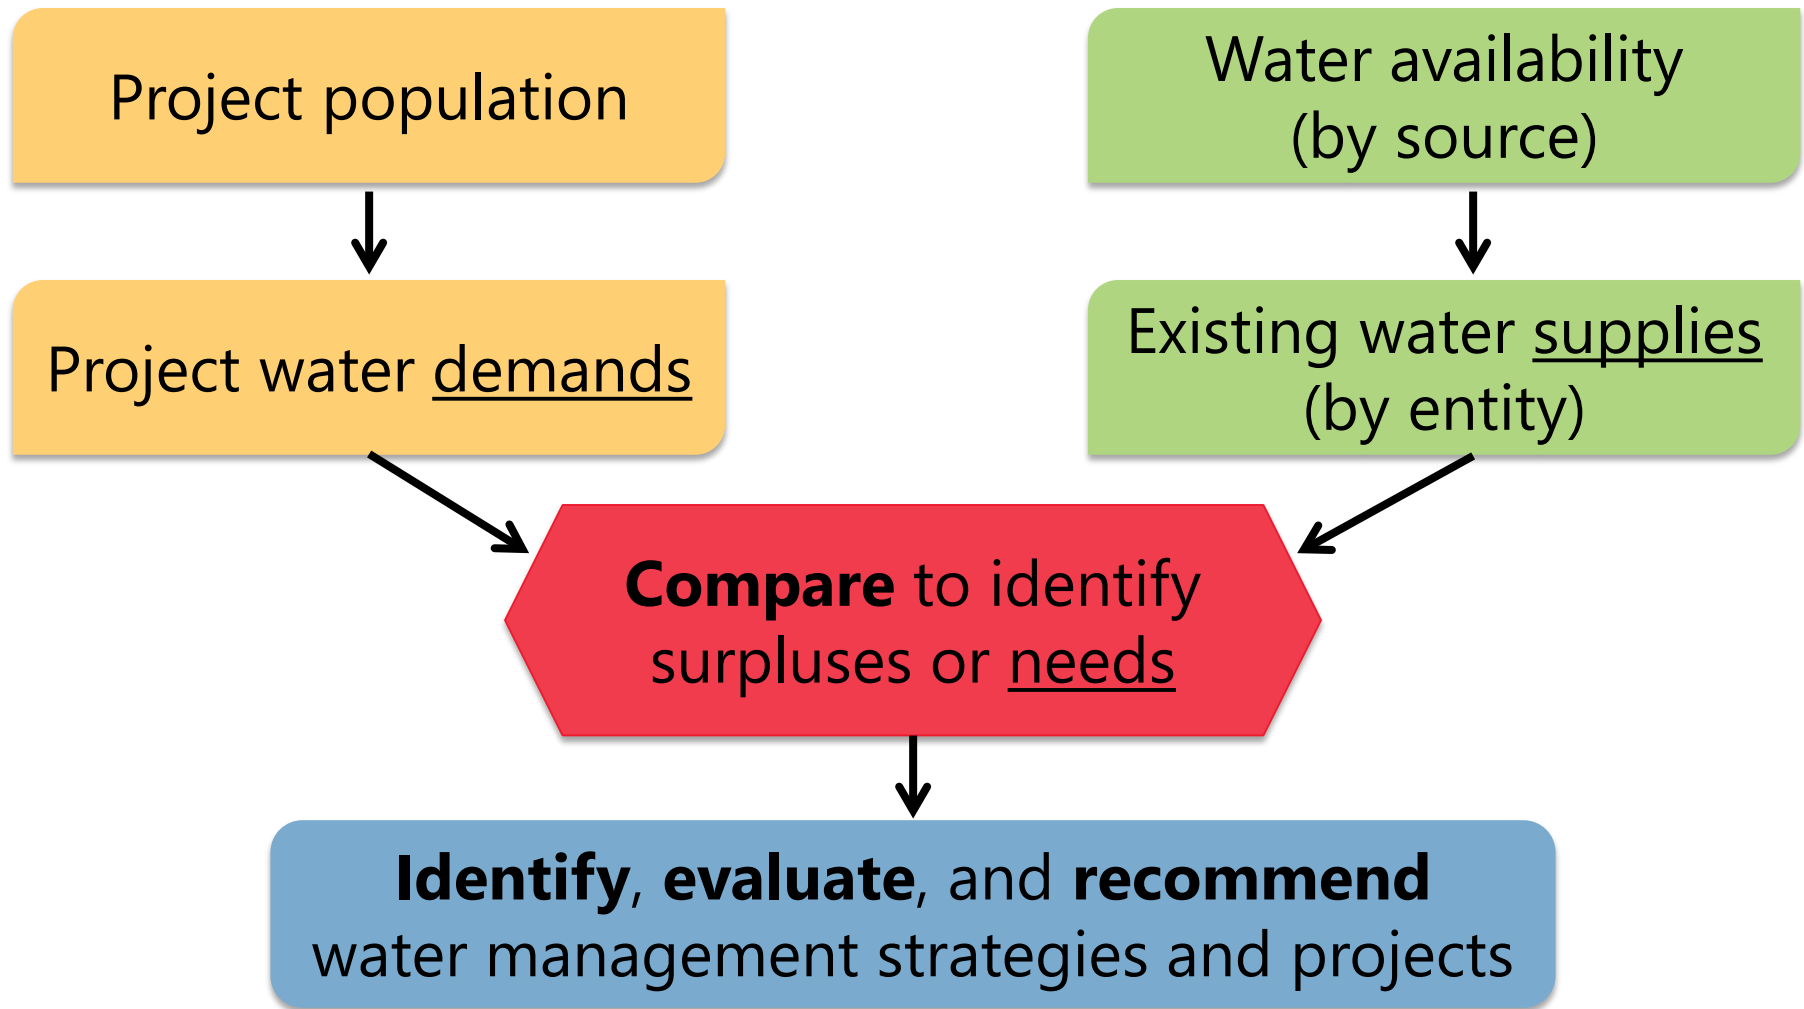 Project population
Water availability
(by source)
Project water demands
Existing water supplies
(by entity)
Compare to identify
surpluses or needs
Identify, evaluate, and recommend
water management strategies and projects